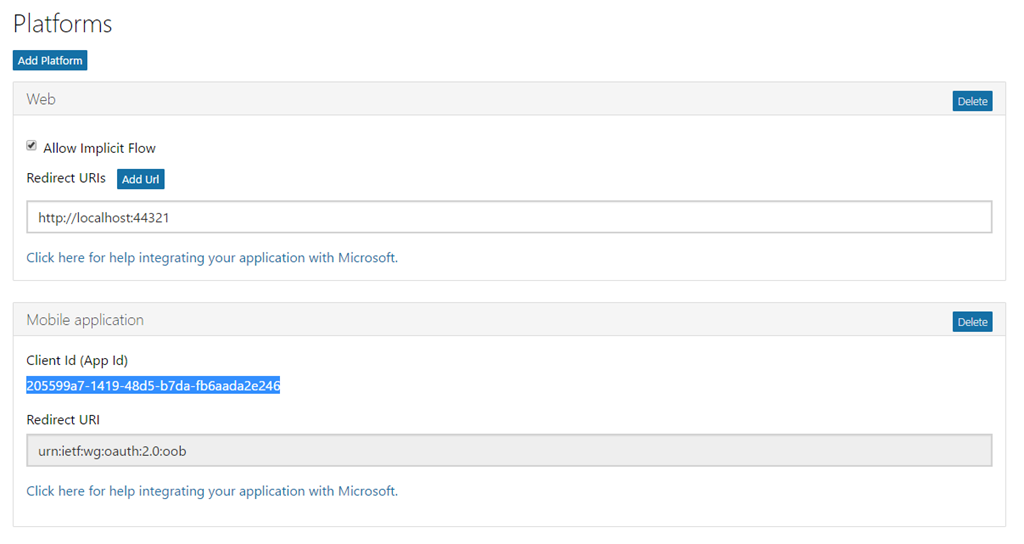 Platforms
Add Platform
Web
Delete
Allow Implicit Flow
Redirect URIs Add Url
http://localhost:44321
Click here for help integrating your application with Microsoft.
Mobile application
Delete
Client Id (App Id)
205599a7-1419-48d5-b7da-fb6aada2e246
Redirect URI
urn:ietf:wg:oauth:2.0:oob
Click here for help integrating your application with Microsoft.